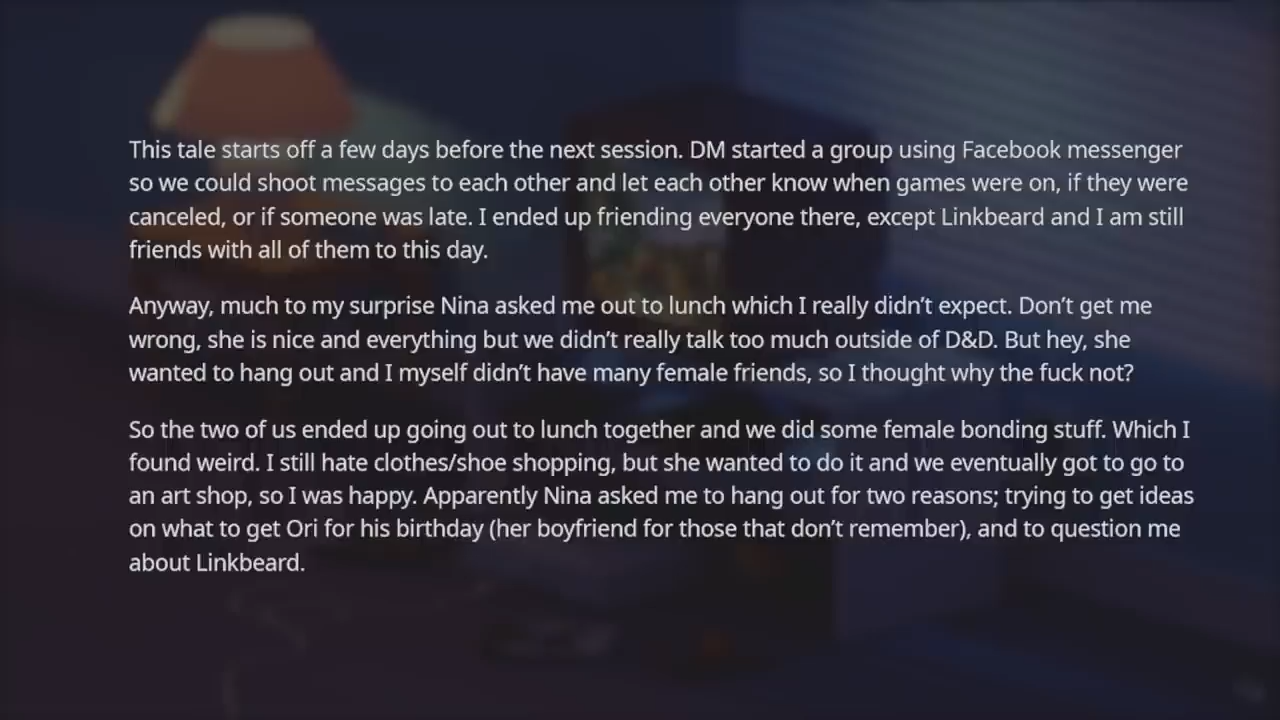 This tale starts off a few days before the next session. DM started a group using Facebook messenger
so we could shoot messages to each other and let each other know when games were on, if they were
canceled, or if someone was late. I ended up friending everyone there, except Linkbeard and I am still
friends with all of them to this day.
Anyway, much to my surprise Nina asked me out to lunch which I really didn’t expect. Don’t get me
wrong, she is nice and everything but we didn’t really talk too much outside of D&D. But hey, she
wanted to hang out and I myself didn’t have many female friends, so I thought why the fuck not?
So the two of us ended up going out to lunch together and we did some female bonding stuff. Which I
found weird. I still hate clothes/shoe shopping, but she wanted to do it and we eventually got to go to
an art shop, so I was happy. Apparently Nina asked me to hang out for two reasons; trying to get ideas
on what to get Ori for his birthday (her boyfriend for those that don’t remember), and to question me
about Linkbeard.